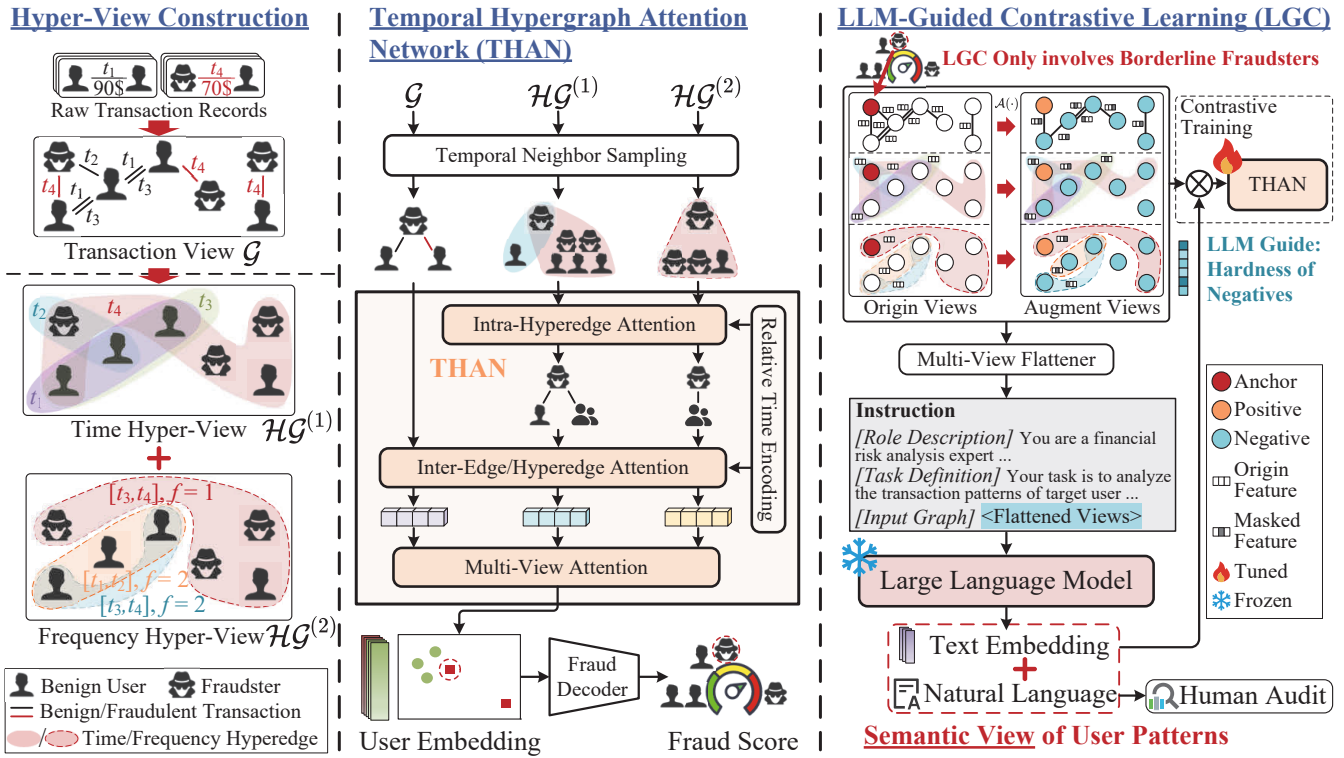 Hyper-View Construction
t₁
90$
t₄
70$
Raw Transaction Records
t₂
t₁
t₃
t₄
t₄
t₁
t₃
t₄
Transaction View 𝒢
t₂
t₄
t₃
t₁
Time Hyper-View ℋ𝒢⁽¹⁾
[t₃, t₄], f = 1
[t₁, t₂], f = 2
[t₃, t₄], f = 2
Frequency Hyper-View ℋ𝒢⁽²⁾
Benign User
Fraudster
Benign/Fraudulent Transaction
/ Time/Frequency Hyperedge
Temporal Hypergraph Attention
Network (THAN)
𝒢
ℋ𝒢⁽¹⁾
ℋ𝒢⁽²⁾
Temporal Neighbor Sampling
Intra-Hyperedge Attention
THAN
Relative Time Encoding
Inter-Edge/Hyperedge Attention
Multi-View Attention
Fraud
Decoder
User Embedding
Fraud Score
LLM-Guided Contrastive Learning (LGC)
LGC Only involves Borderline Fraudsters
𝒜(·)
Origin Views
Augment Views
Contrastive
Training
THAN
LLM Guide:
Hardness of
Negatives
Multi-View Flattener
Instruction
[Role Description] You are a financial
risk analysis expert ...
[Task Definition] Your task is to analyze
the transaction patterns of target user ...
[Input Graph] <Flattened Views>
Large Language Model
Text Embedding
A
Natural Language
Human Audit
Semantic View of User Patterns
Anchor
Positive
Negative
Origin
Feature
Masked
Feature
Tuned
Frozen